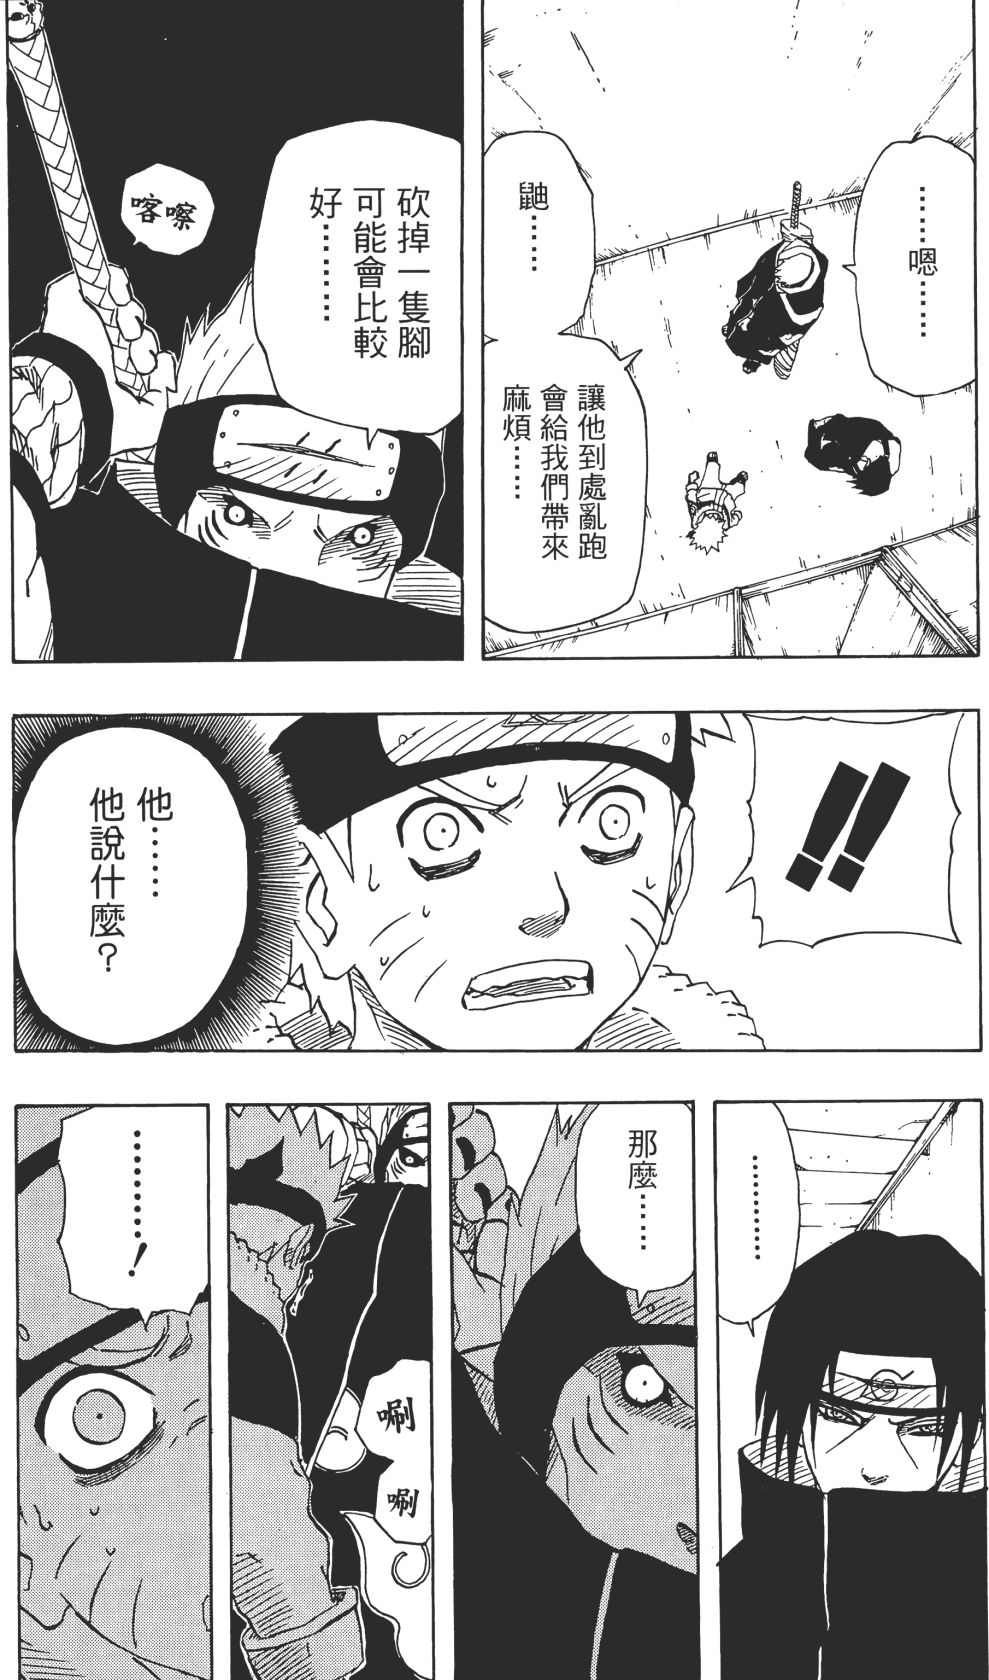 ……嗯……
鼬……
讓他到處亂跑
會給我們帶來
麻煩……
砍掉一隻腳
可能會比較
好………
喀嚓
!!
他……
他說什麼？
………
那麼……
唰
唰
………！